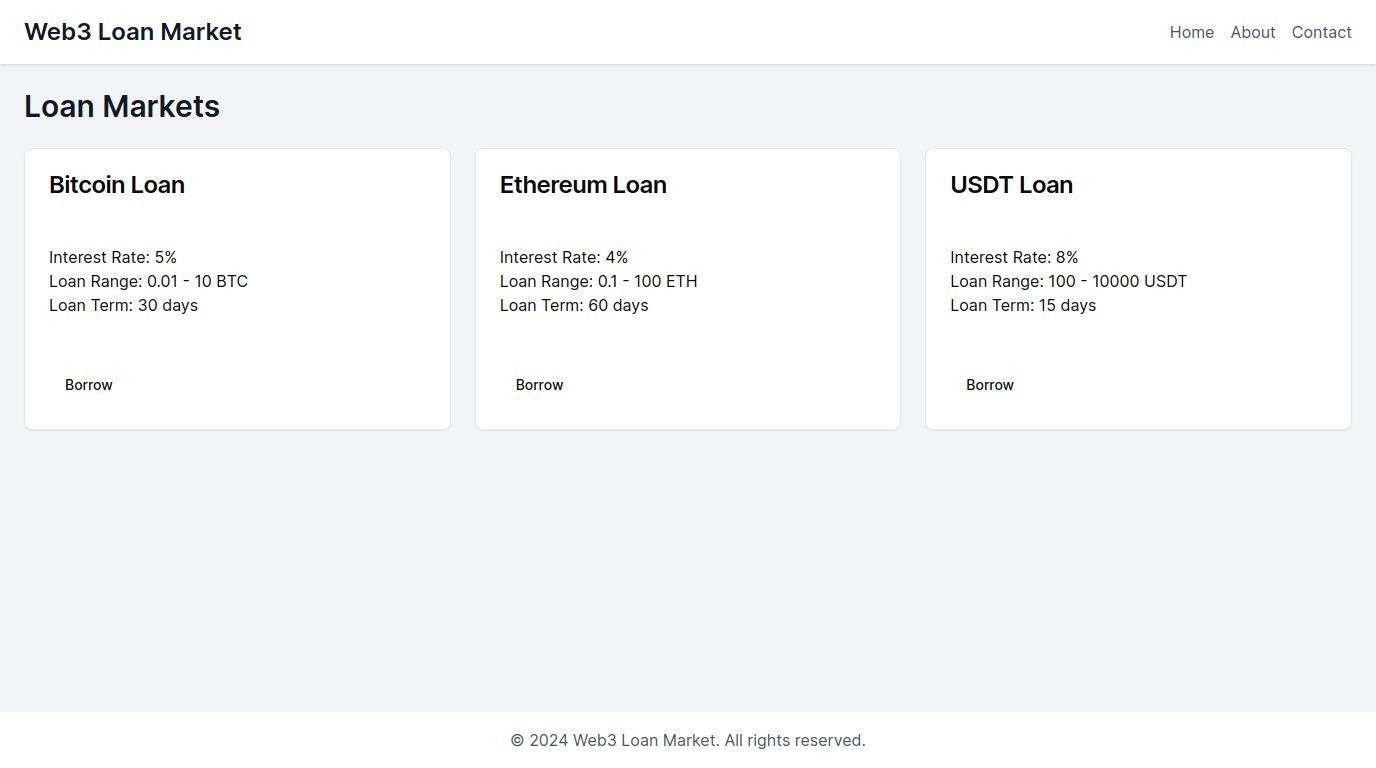 Web3 Loan Market
Home About Contact
Loan Markets
Bitcoin Loan
Interest Rate: 5%
Loan Range: 0.01 - 10 BTC
Loan Term: 30 days
Borrow
Ethereum Loan
Interest Rate: 4%
Loan Range: 0.1 - 100 ETH
Loan Term: 60 days
Borrow
USDT Loan
Interest Rate: 8%
Loan Range: 100 - 10000 USDT
Loan Term: 15 days
Borrow
© 2024 Web3 Loan Market. All rights reserved.